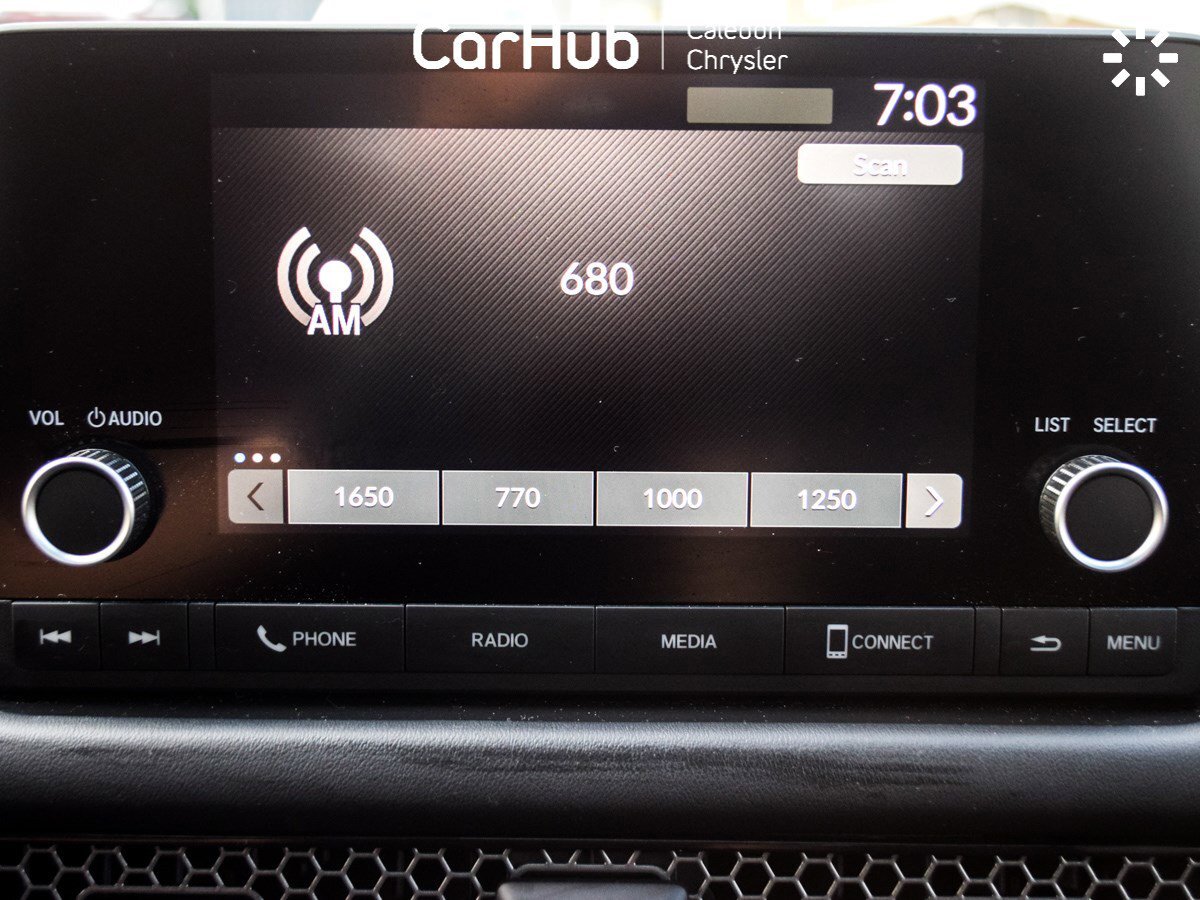 CarHub
Caledon
Chrysler
7:03
Scan
680
AM
VOL AUDIO
LIST SELECT
1650 770 1000 1250
PHONE RADIO MEDIA CONNECT MENU